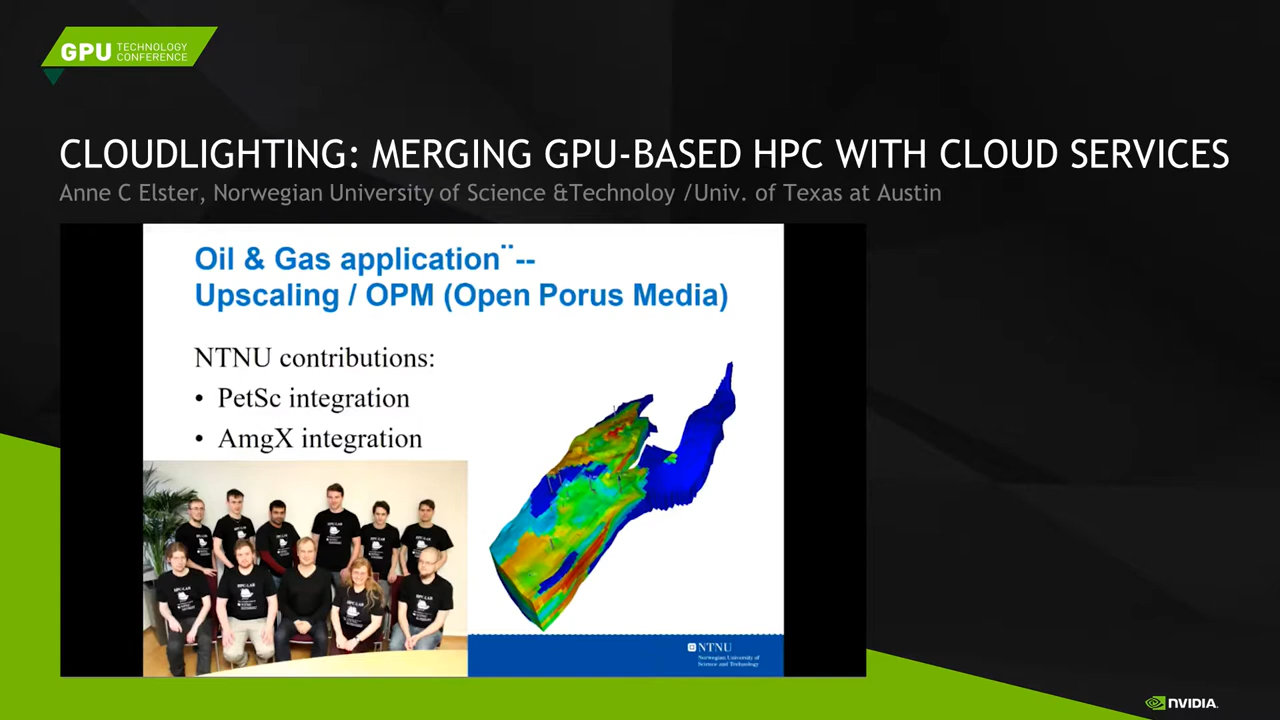 GPU TECHNOLOGY
CONFERENCE
CLOUDLIGHTING: MERGING GPU-BASED HPC WITH CLOUD SERVICES
Anne C Elster, Norwegian University of Science &Technoloy /Univ. of Texas at Austin
Oil & Gas application¨--
Upscaling / OPM (Open Porus Media)
NTNU contributions:
• PetSc integration
• AmgX integration
HPC-LAB
NTNU
Norwegian University of
Science and Technology
NVIDIA.